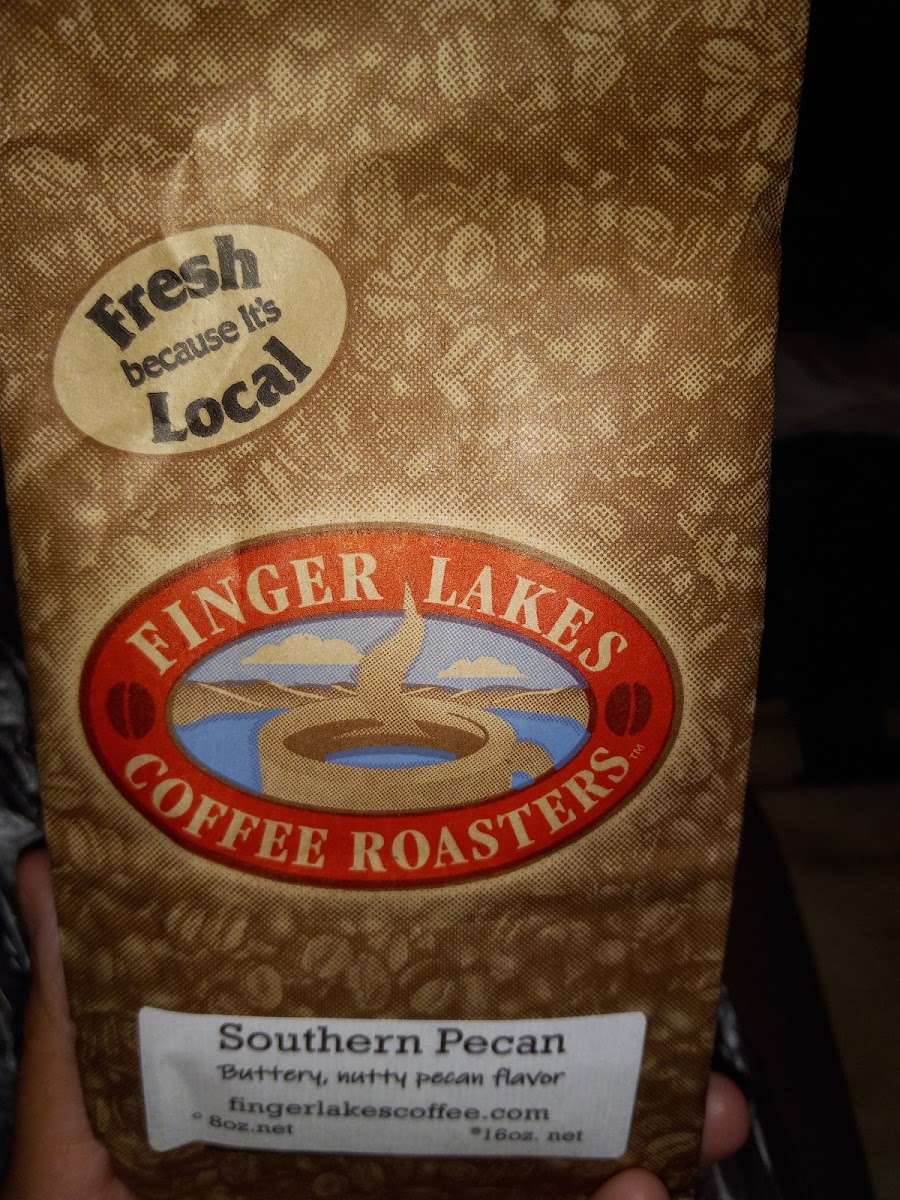 Fresh
because It's
Local
FINGER LAKES
COFFEE ROASTERS™
Southern Pecan
Buttery, nutty pecan flavor
fingerlakescoffee.com
° 8oz.net *16oz. net